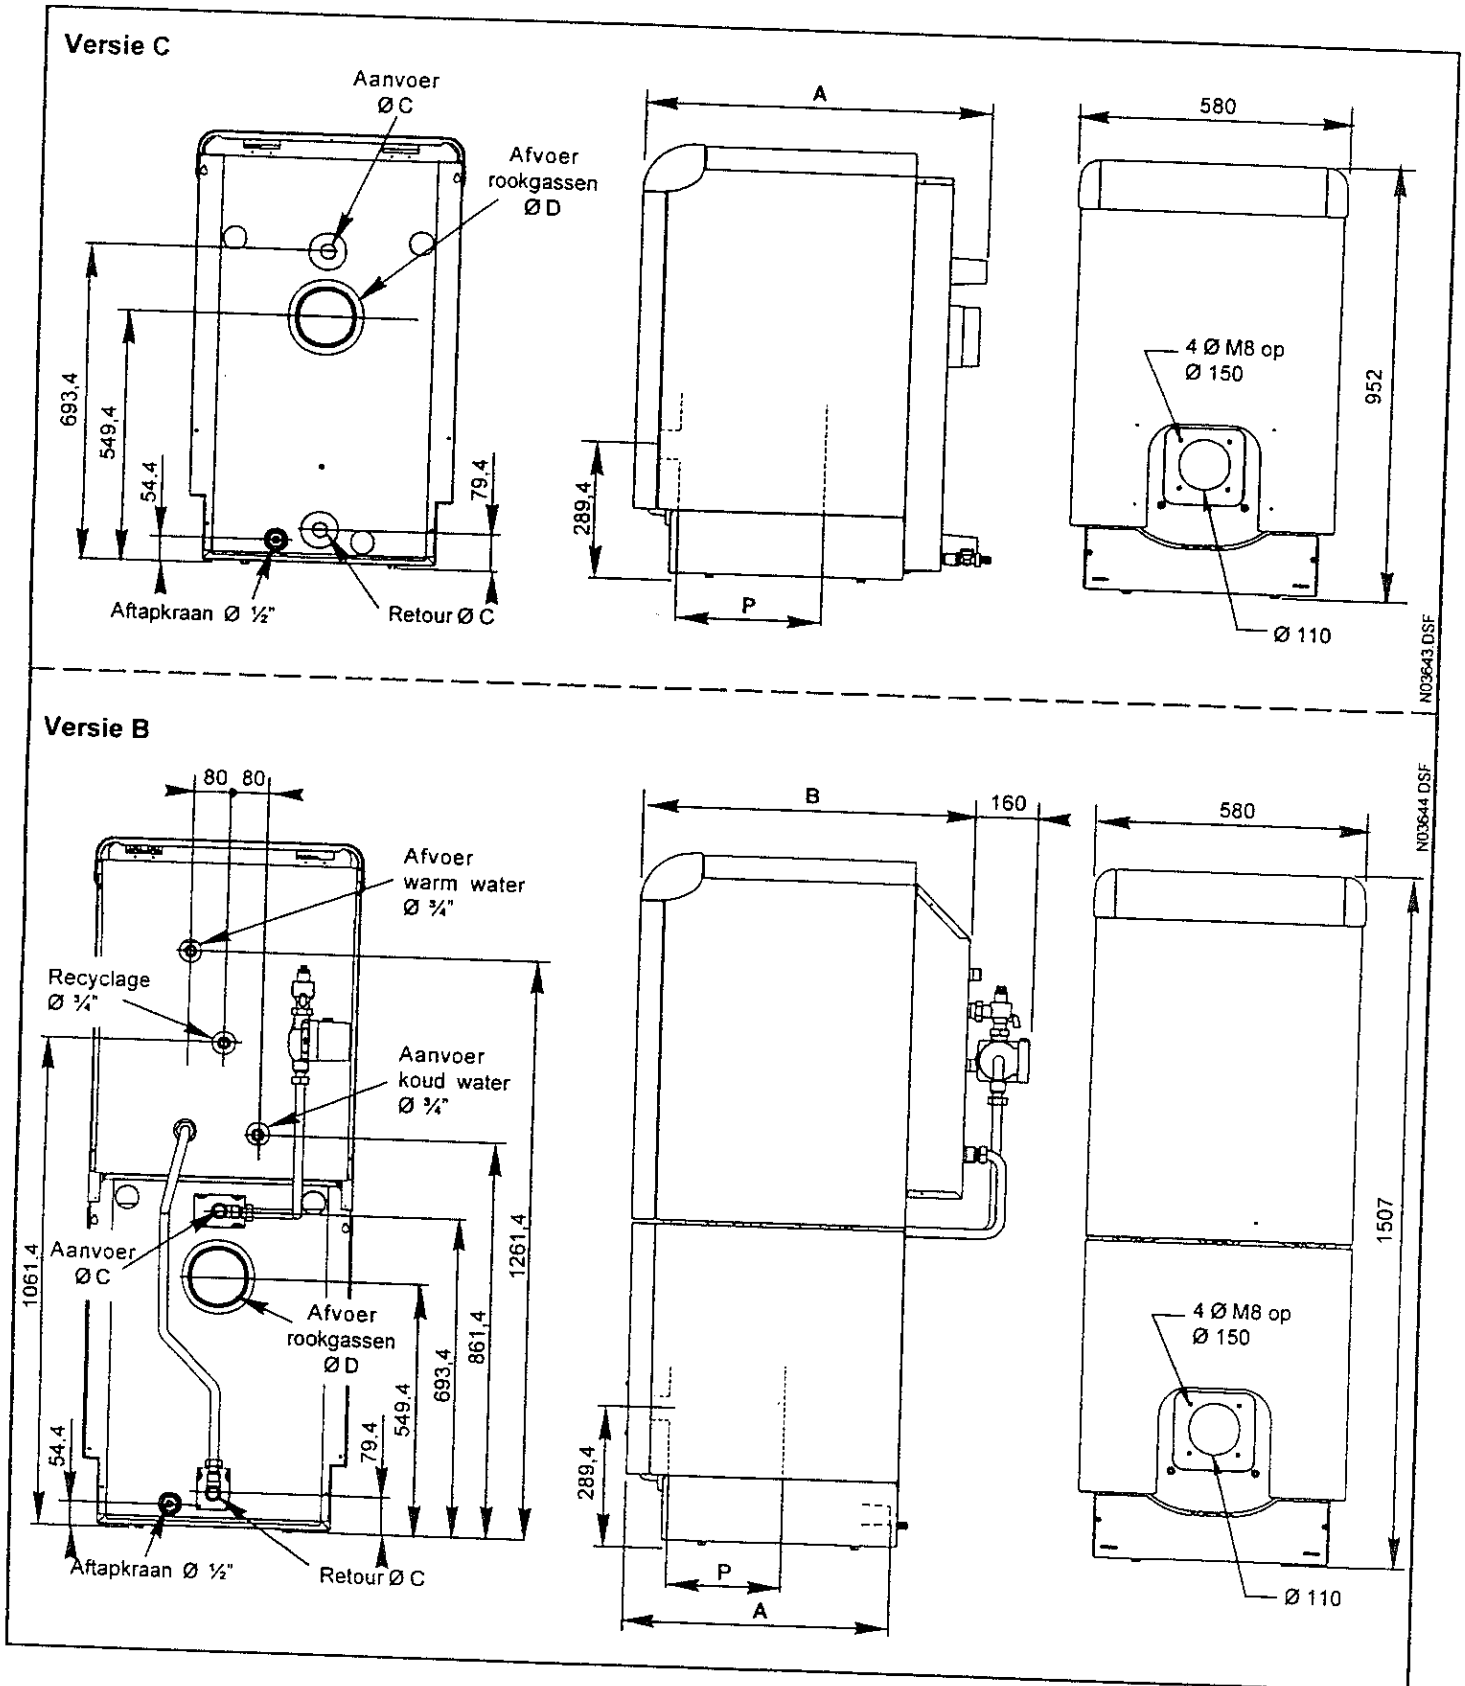 Versie C
Aanvoer
Ø C
Afvoer
rookgassen
Ø D
693,4
549,4
54.4
79.4
Aftapkraan Ø ½"
Retour Ø C
A
289,4
P
580
4 Ø M8 op
Ø 150
952
Ø 110
N03643.DSF
Versie B
80 80
Afvoer
warm water
Ø ¾"
Recyclage
Ø ¾"
Aanvoer
koud water
Ø ¾"
Aanvoer
Ø C
Afvoer
rookgassen
Ø D
1061.4
54.4
79.4
549.4
693,4
861,4
1261,4
Aftapkraan Ø ½"
Retour Ø C
B
160
289,4
P
A
580
4 Ø M8 op
Ø 150
1507
Ø 110
N03644 DSF